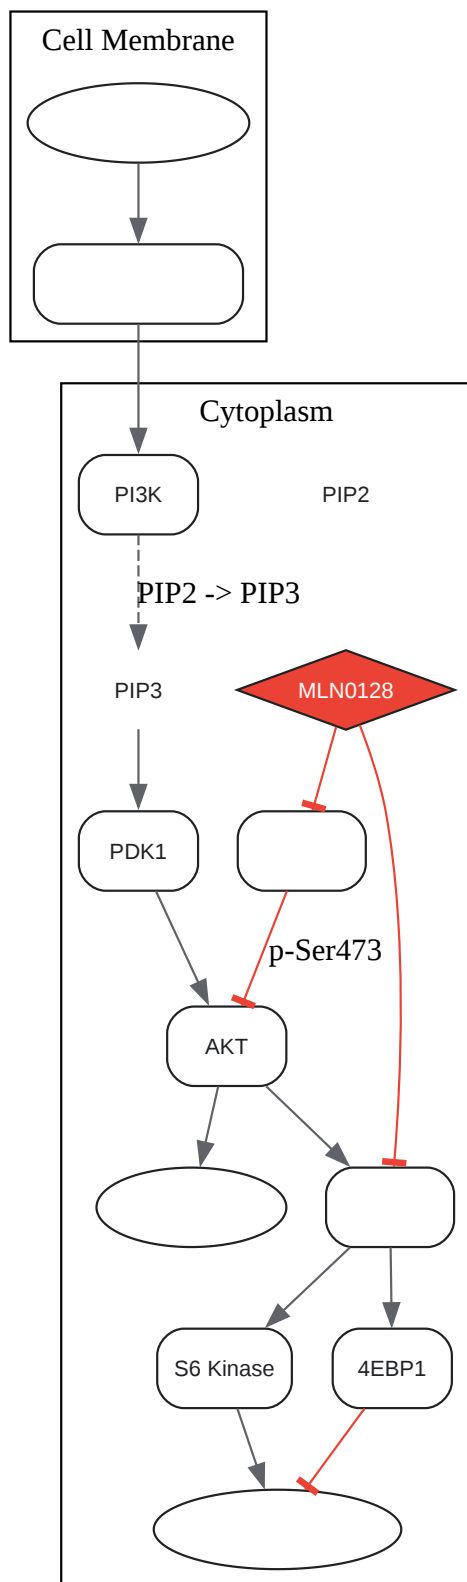 Cell Membrane
Cytoplasm
PI3K
PIP2
PIP2 -> PIP3
PIP3
MLN0128
PDK1
p-Ser473
AKT
S6 Kinase
4EBP1